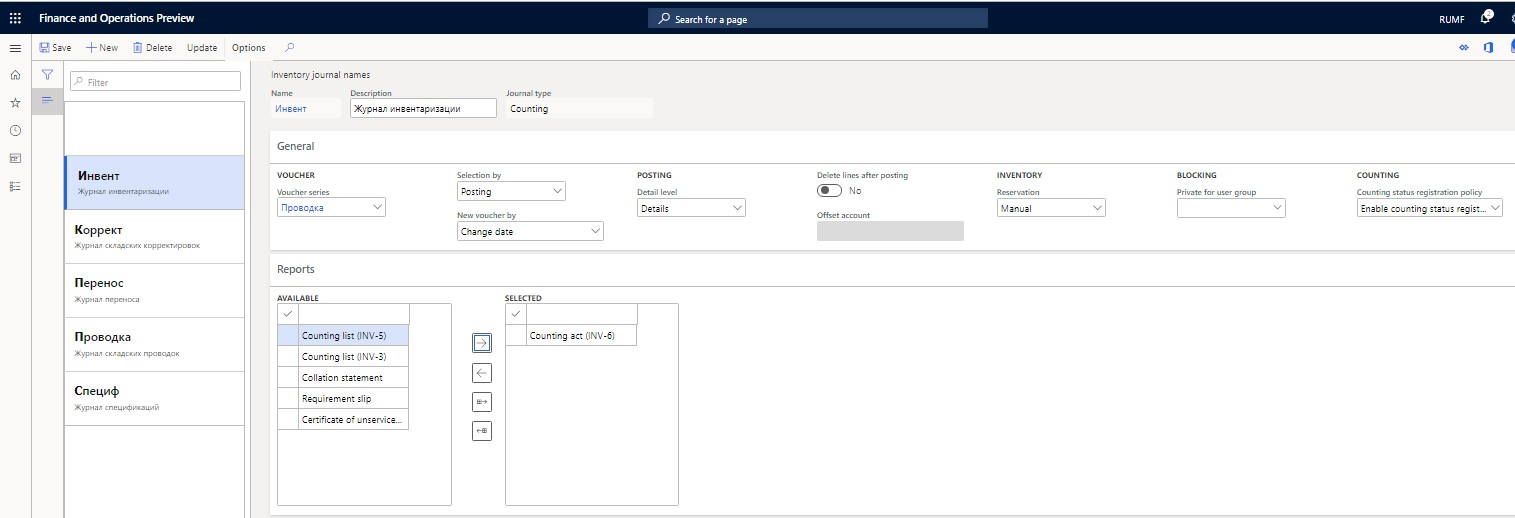 Finance and Operations Preview
Search for a page
RUMF
2
Save
New
Delete
Update
Options
Filter
Инвент
Журнал инвентаризации
Коррект
Журнал складских корректировок
Перенос
Журнал переноса
Проводка
Журнал складских проводок
Специф
Журнал спецификаций
Inventory journal names
Name
Description
Journal type
Инвент
Журнал инвентаризации
Counting
General
VOUCHER
Voucher series
Проводка
Selection by
Posting
New voucher by
Change date
POSTING
Detail level
Details
Delete lines after posting
No
Offset account
INVENTORY
Reservation
Manual
BLOCKING
Private for user group
COUNTING
Counting status registration policy
Enable counting status regist...
Reports
AVAILABLE
Counting list (INV-5)
Counting list (INV-3)
Collation statement
Requirement slip
Certificate of unservice...
SELECTED
Counting act (INV-6)